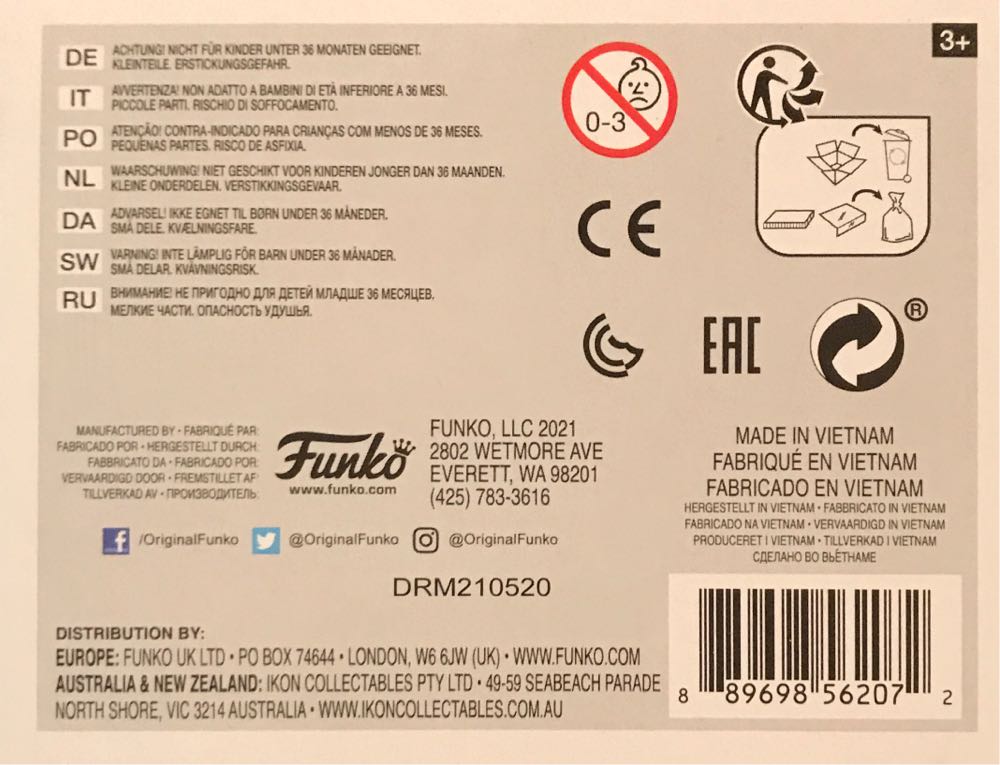 3+
DE ACHTUNG! NICHT FÜR KINDER UNTER 36 MONATEN GEEIGNET.
KLEINTEILE. ERSTICKUNGSGEFAHR.
IT AVVERTENZA! NON ADATTO A BAMBINI DI ETÀ INFERIORE A 36 MESI.
PICCOLE PARTI. RISCHIO DI SOFFOCAMENTO.
PO ATENÇÃO! CONTRA-INDICADO PARA CRIANÇAS COM MENOS DE 36 MESES.
PEQUENAS PARTES. RISCO DE ASFIXIA.
NL WAARSCHUWING! NIET GESCHIKT VOOR KINDEREN JONGER DAN 36 MAANDEN.
KLEINE ONDERDELEN. VERSTIKKINGSGEVAAR.
DA ADVARSEL! IKKE EGNET TIL BØRN UNDER 36 MÅNEDER.
SMÅ DELE. KVÆLNINGSFARE.
SW VARNING! INTE LÄMPLIG FÖR BARN UNDER 36 MÅNADER.
SMÅ DELAR. KVÄVNINGSRISK.
RU ВНИМАНИЕ! НЕ ПРИГОДНО ДЛЯ ДЕТЕЙ МЛАДШЕ 36 МЕСЯЦЕВ.
МЕЛКИЕ ЧАСТИ. ОПАСНОСТЬ УДУШЬЯ.
0-3
CE
EAC
®
MANUFACTURED BY • FABRIQUÉ PAR:
FABRICADO POR • HERGESTELLT DURCH:
FABBRICATO DA • FABRICADO POR:
VERVAARDIGD DOOR • FREMSTILLET AF:
TILLVERKAD AV • ПРОИЗВОДИТЕЛЬ:
Funko
www.funko.com
FUNKO, LLC 2021
2802 WETMORE AVE
EVERETT, WA 98201
(425) 783-3616
MADE IN VIETNAM
FABRIQUÉ EN VIETNAM
FABRICADO EN VIETNAM
HERGESTELLT IN VIETNAM • FABBRICATO IN VIETNAM
FABRICADO NA VIETNAM • VERVAARDIGD IN VIETNAM
PRODUCERET I VIETNAM • TILLVERKAD I VIETNAM
СДЕЛАНО ВО ВЬЕТНАМЕ
f /OriginalFunko @OriginalFunko @OriginalFunko
DRM210520
DISTRIBUTION BY:
EUROPE: FUNKO UK LTD • PO BOX 74644 • LONDON, W6 6JW (UK) • WWW.FUNKO.COM
AUSTRALIA & NEW ZEALAND: IKON COLLECTABLES PTY LTD • 49-59 SEABEACH PARADE
NORTH SHORE, VIC 3214 AUSTRALIA • WWW.IKONCOLLECTABLES.COM.AU
8 89698 56207 2